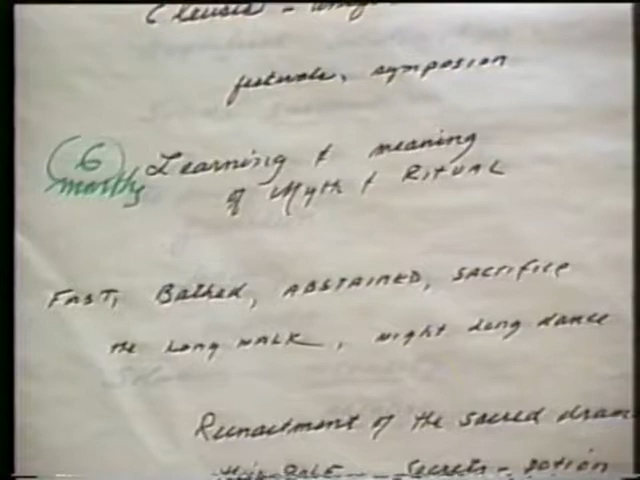 Eleusis -
festivals, symposion
(6) months Learning & meaning
of Myth & RITUAL
FAST, Bathed, ABSTAINED, SACRIFICE
the Long WALK, night long dance
Reenactment of the sacred drama
Secrets - potion